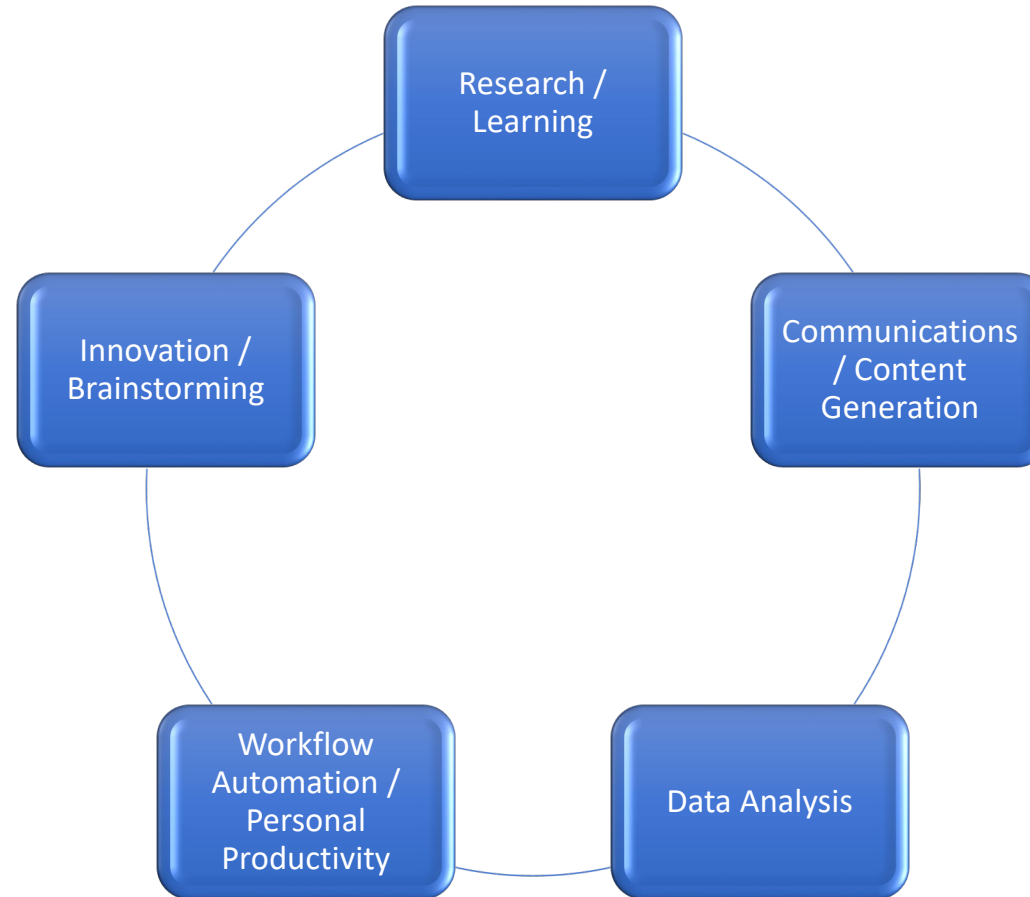 Research /
Learning
Communications
/ Content
Generation
Data Analysis
Workflow
Automation /
Personal
Productivity
Innovation /
Brainstorming